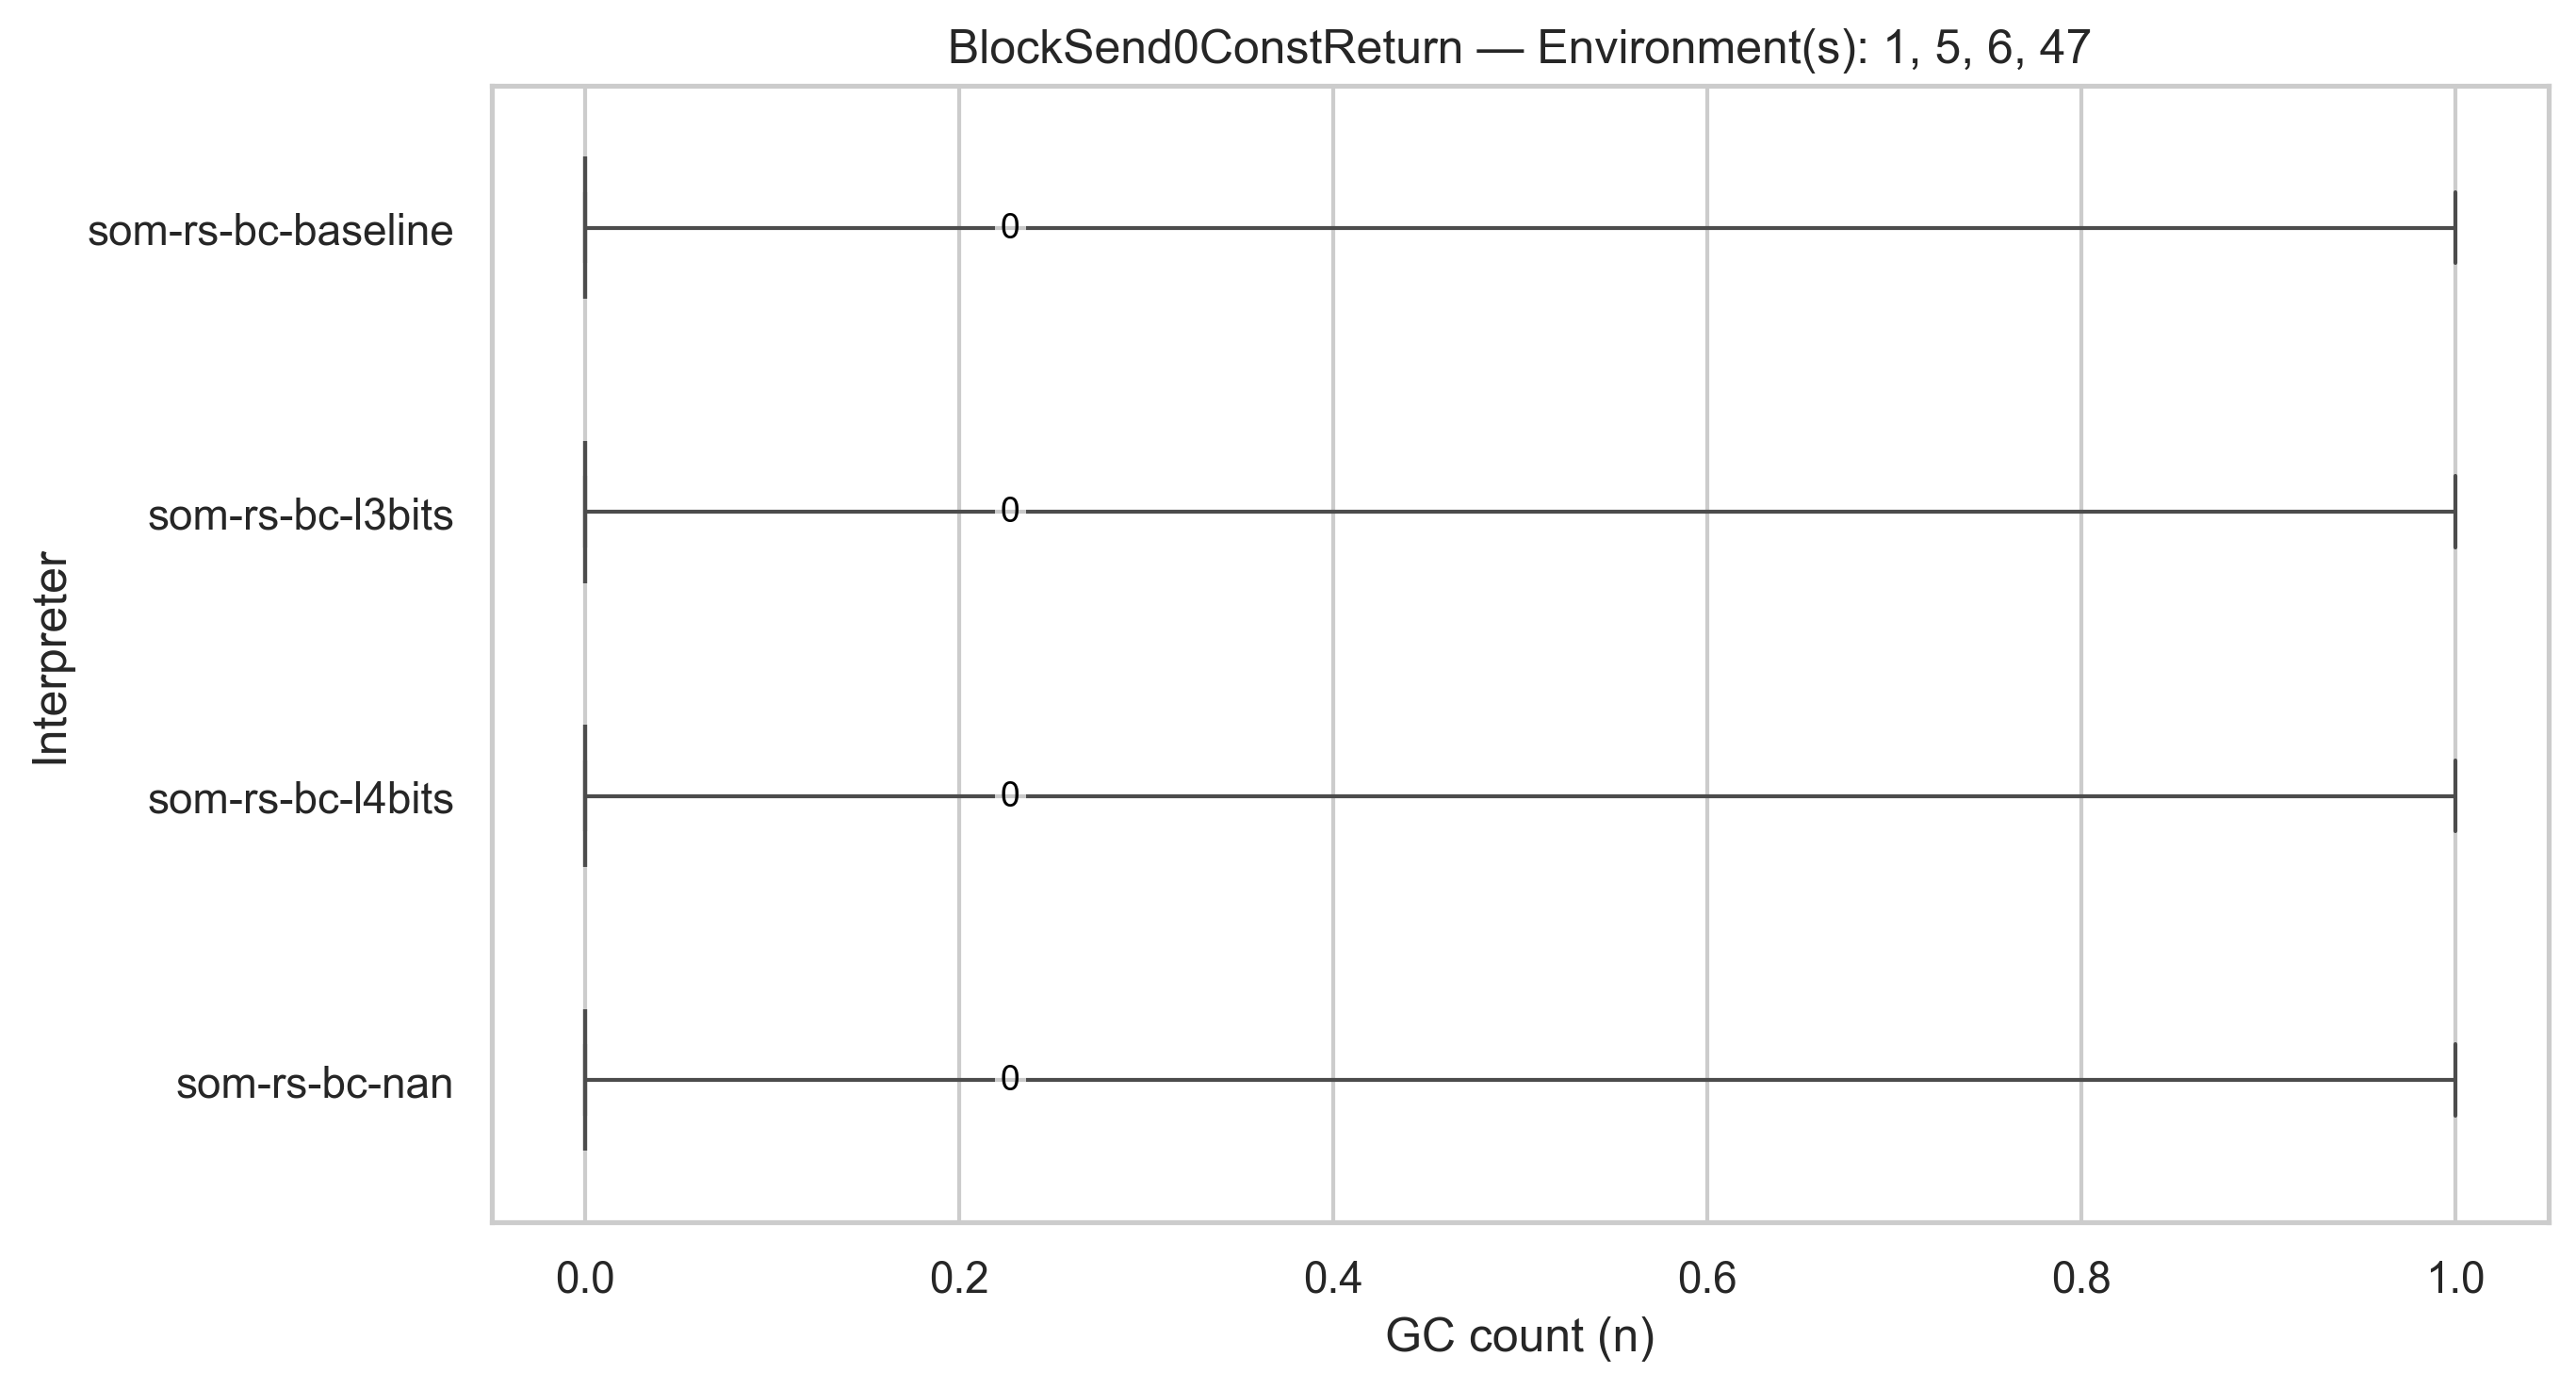 BlockSend0ConstReturn — Environment(s): 1, 5, 6, 47
Interpreter
som-rs-bc-baseline
0
som-rs-bc-l3bits
0
som-rs-bc-l4bits
0
som-rs-bc-nan
0
0.0 0.2 0.4 0.6 0.8 1.0
GC count (n)